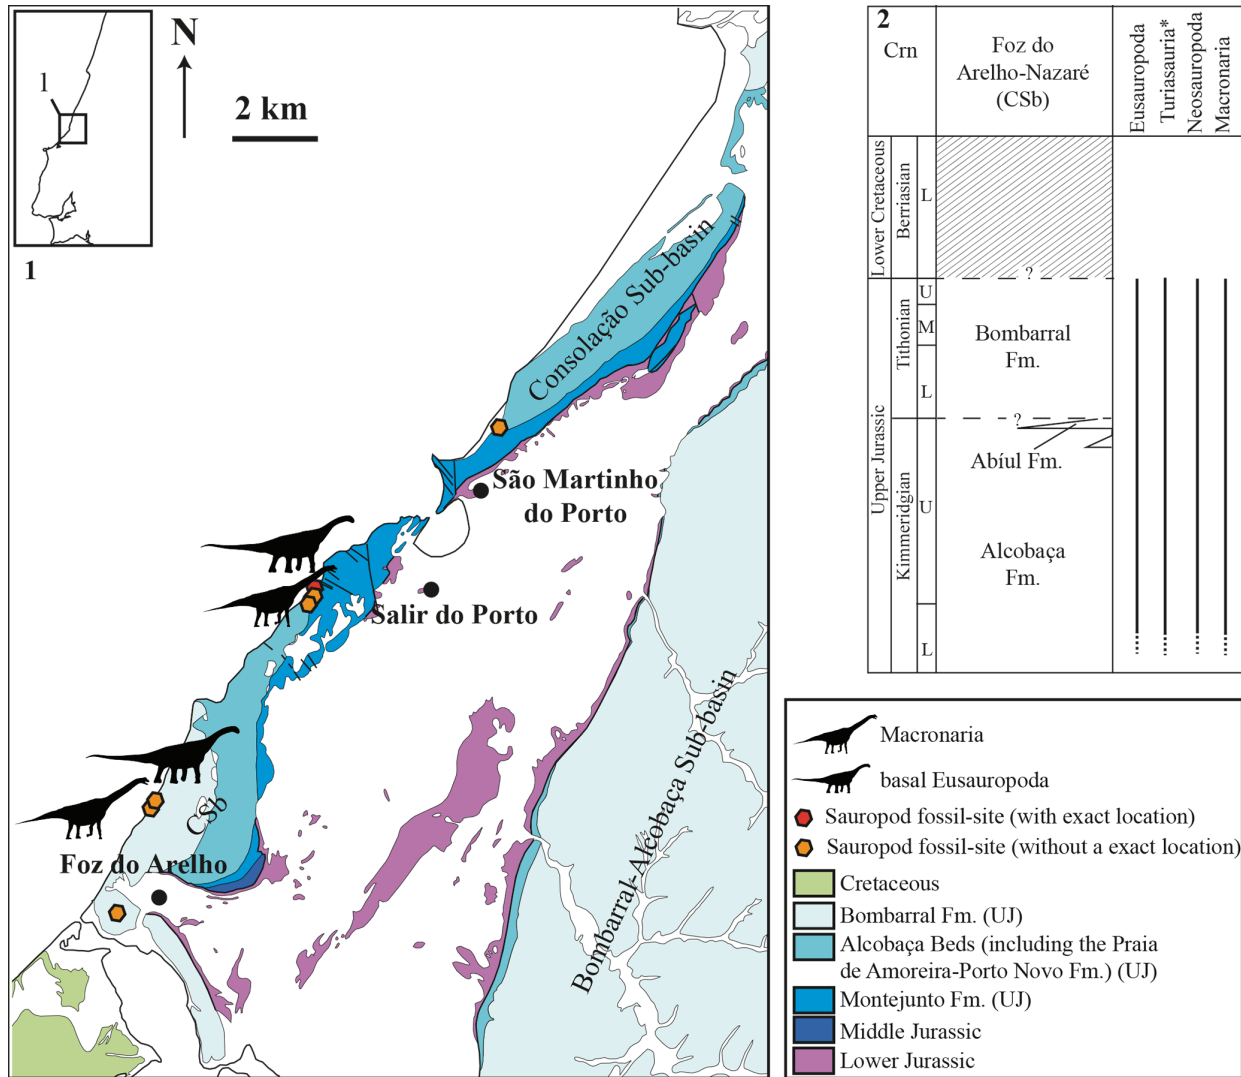 1
N
2 km
1
Consolação Sub-basin
São Martinho
do Porto
Salir do Porto
CSb
Foz do Arelho
Bombarral-Alcobaça Sub-basin
2
Crn
Foz do
Arelho-Nazaré
(CSb)
Eusauropoda
Turiasauria*
Neosauropoda
Macronaria
Lower Cretaceous
Berriasian
L
?
Upper Jurassic
Tithonian
U
M
L
Bombarral
Fm.
?
Abíul Fm.
Kimmeridgian
U
L
Alcobaça
Fm.
Macronaria
basal Eusauropoda
Sauropod fossil-site (with exact location)
Sauropod fossil-site (without a exact location)
Cretaceous
Bombarral Fm. (UJ)
Alcobaça Beds (including the Praia
de Amoreira-Porto Novo Fm.) (UJ)
Montejunto Fm. (UJ)
Middle Jurassic
Lower Jurassic